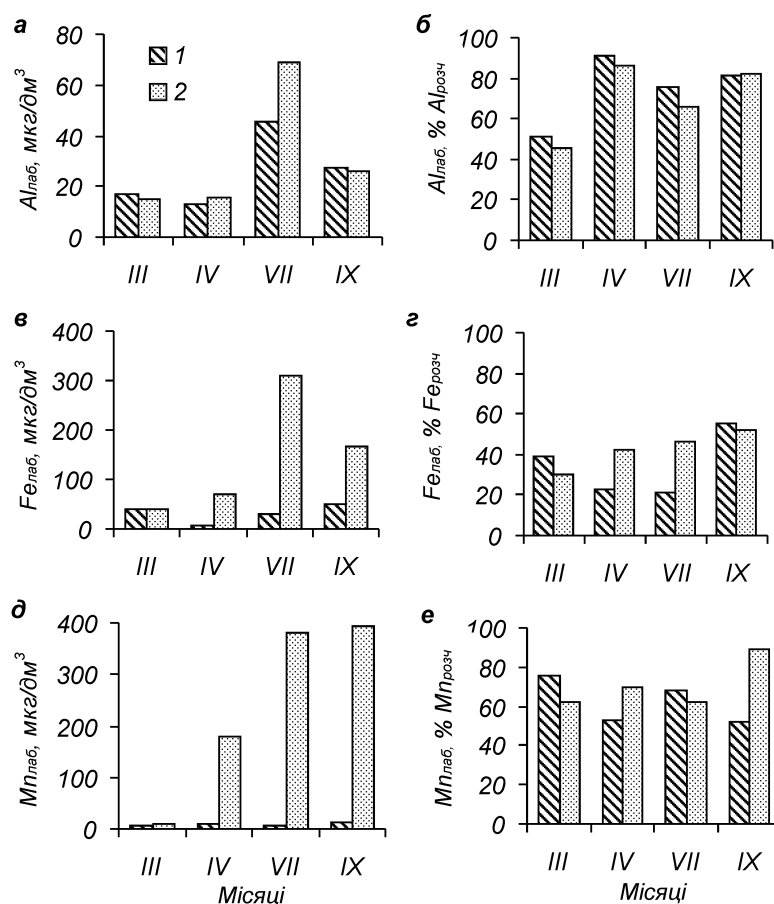 а
Alлаб, мкг/дм³
80
60
40
20
0
1
2
III IV VII IX
б
Alлаб, % Alрозч
100
80
60
40
20
0
III IV VII IX
в
Feлаб, мкг/дм³
400
300
200
100
0
III IV VII IX
г
Feлаб, % Feрозч
100
80
60
40
20
0
III IV VII IX
д
Mnлаб, мкг/дм³
400
300
200
100
0
III IV VII IX
Місяці
е
Mnлаб, % Mnрозч
100
80
60
40
20
0
III IV VII IX
Місяці